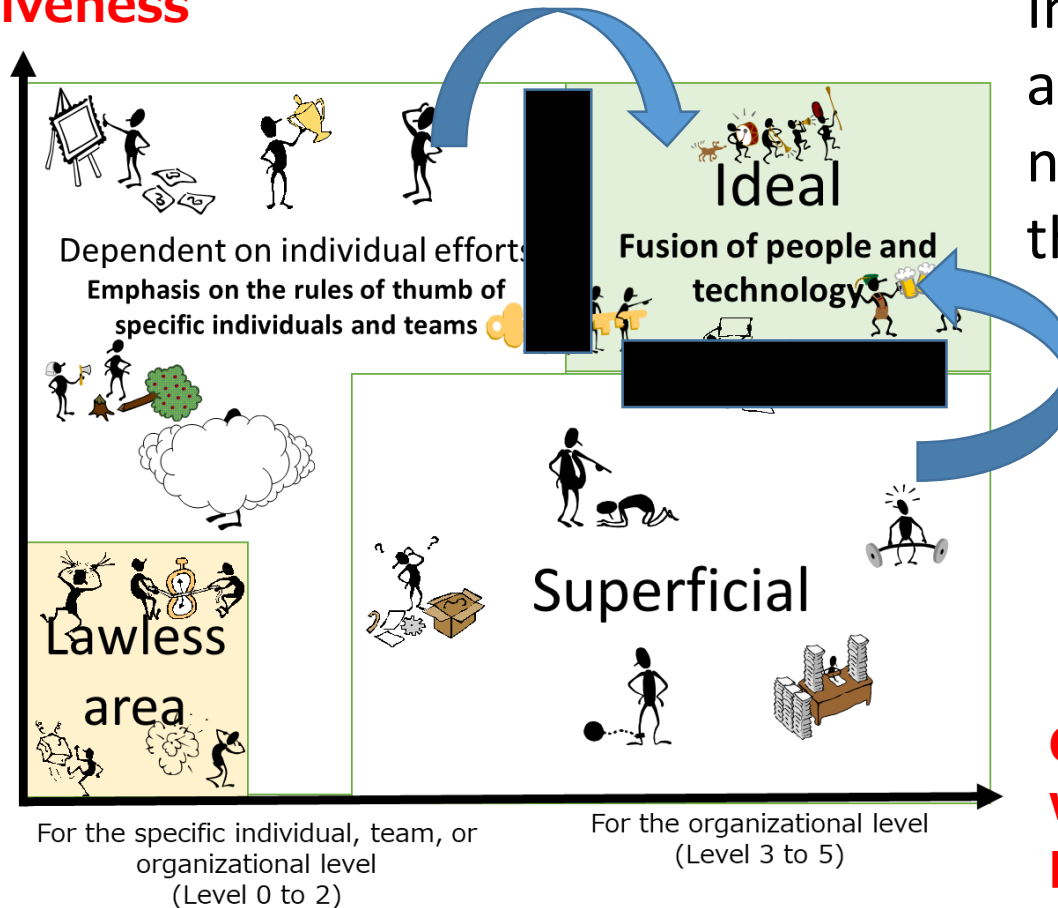 Ideal
Dependent on individual efforts
Emphasis on the rules of thumb of
specific individuals and teams
Fusion of people and
technology
Superficial
Lawless
area
For the specific individual, team, or
organizational level
(Level 0 to 2)
For the organizational level
(Level 3 to 5)